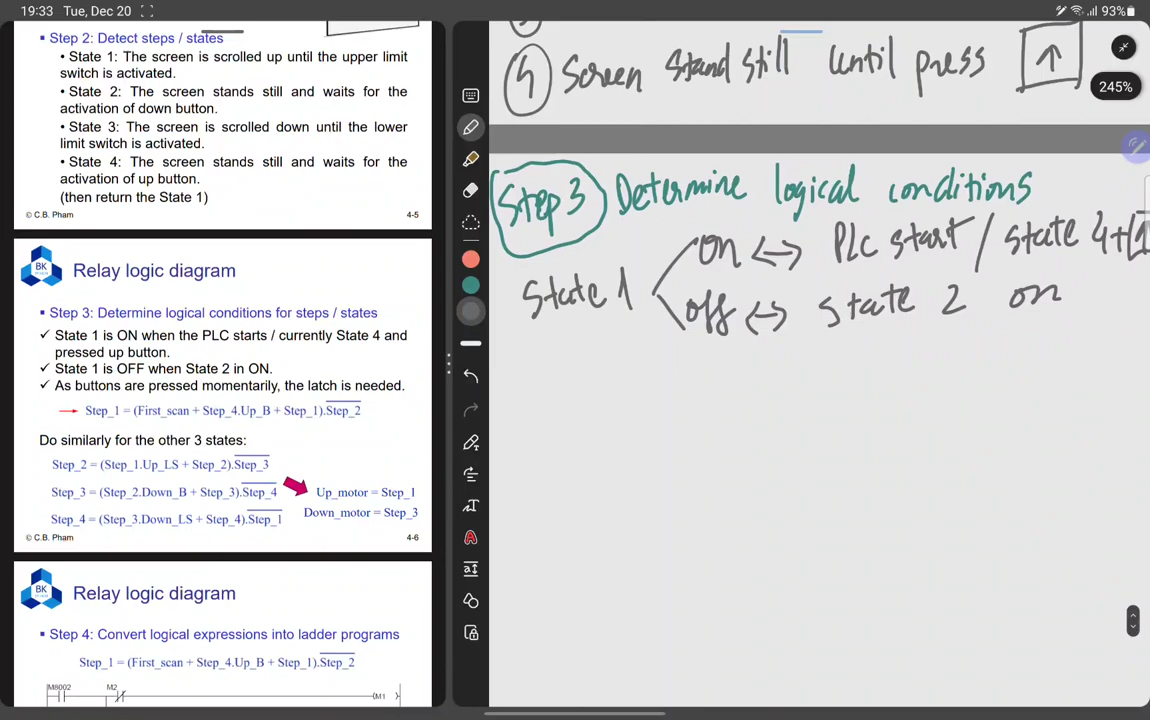 19:33 Tue, Dec 20
93%
▪ Step 2: Detect steps / states
• State 1: The screen is scrolled up until the upper limit
switch is activated.
• State 2: The screen stands still and waits for the
activation of down button.
• State 3: The screen is scrolled down until the lower
limit switch is activated.
• State 4: The screen stands still and waits for the
activation of up button.
(then return the State 1)
© C.B. Pham 4-5
BK
Relay logic diagram
▪ Step 3: Determine logical conditions for steps / states
✓ State 1 is ON when the PLC starts / currently State 4 and
pressed up button.
✓ State 1 is OFF when State 2 in ON.
✓ As buttons are pressed momentarily, the latch is needed.
→ Step_1 = (First_scan + Step_4.Up_B + Step_1).S̅t̅e̅p̅_̅2̅
Do similarly for the other 3 states:
Step_2 = (Step_1.Up_LS + Step_2).S̅t̅e̅p̅_̅3̅
Step_3 = (Step_2.Down_B + Step_3).S̅t̅e̅p̅_̅4̅
Up_motor = Step_1
Down_motor = Step_3
Step_4 = (Step_3.Down_LS + Step_4).S̅t̅e̅p̅_̅1̅
© C.B. Pham 4-6
BK
Relay logic diagram
▪ Step 4: Convert logical expressions into ladder programs
Step_1 = (First_scan + Step_4.Up_B + Step_1).S̅t̅e̅p̅_̅2̅
M8002 M2
M1
④ Screen stand still until press ↑
245%
Step 3 Determine logical conditions
on ⇔ PLC start / state 4+
State 1
off ⇔ state 2 on